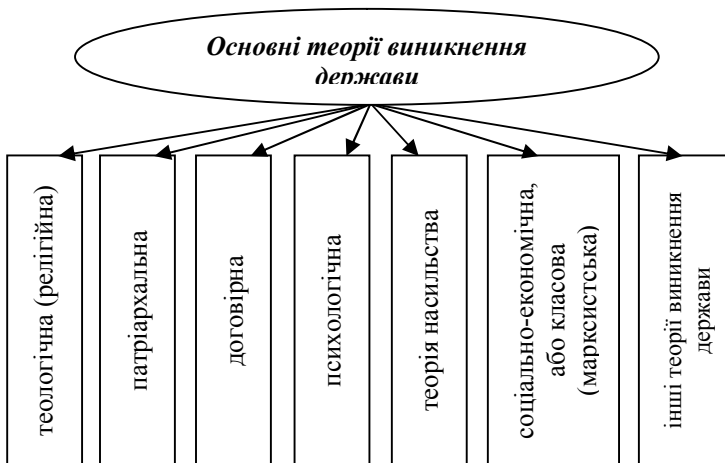 Основні теорії виникнення
держави
теологічна (релігійна)
патріархальна
договірна
психологічна
теорія насильства
соціально-економічна,
або класова
(марксистська)
інші теорії виникнення
держави